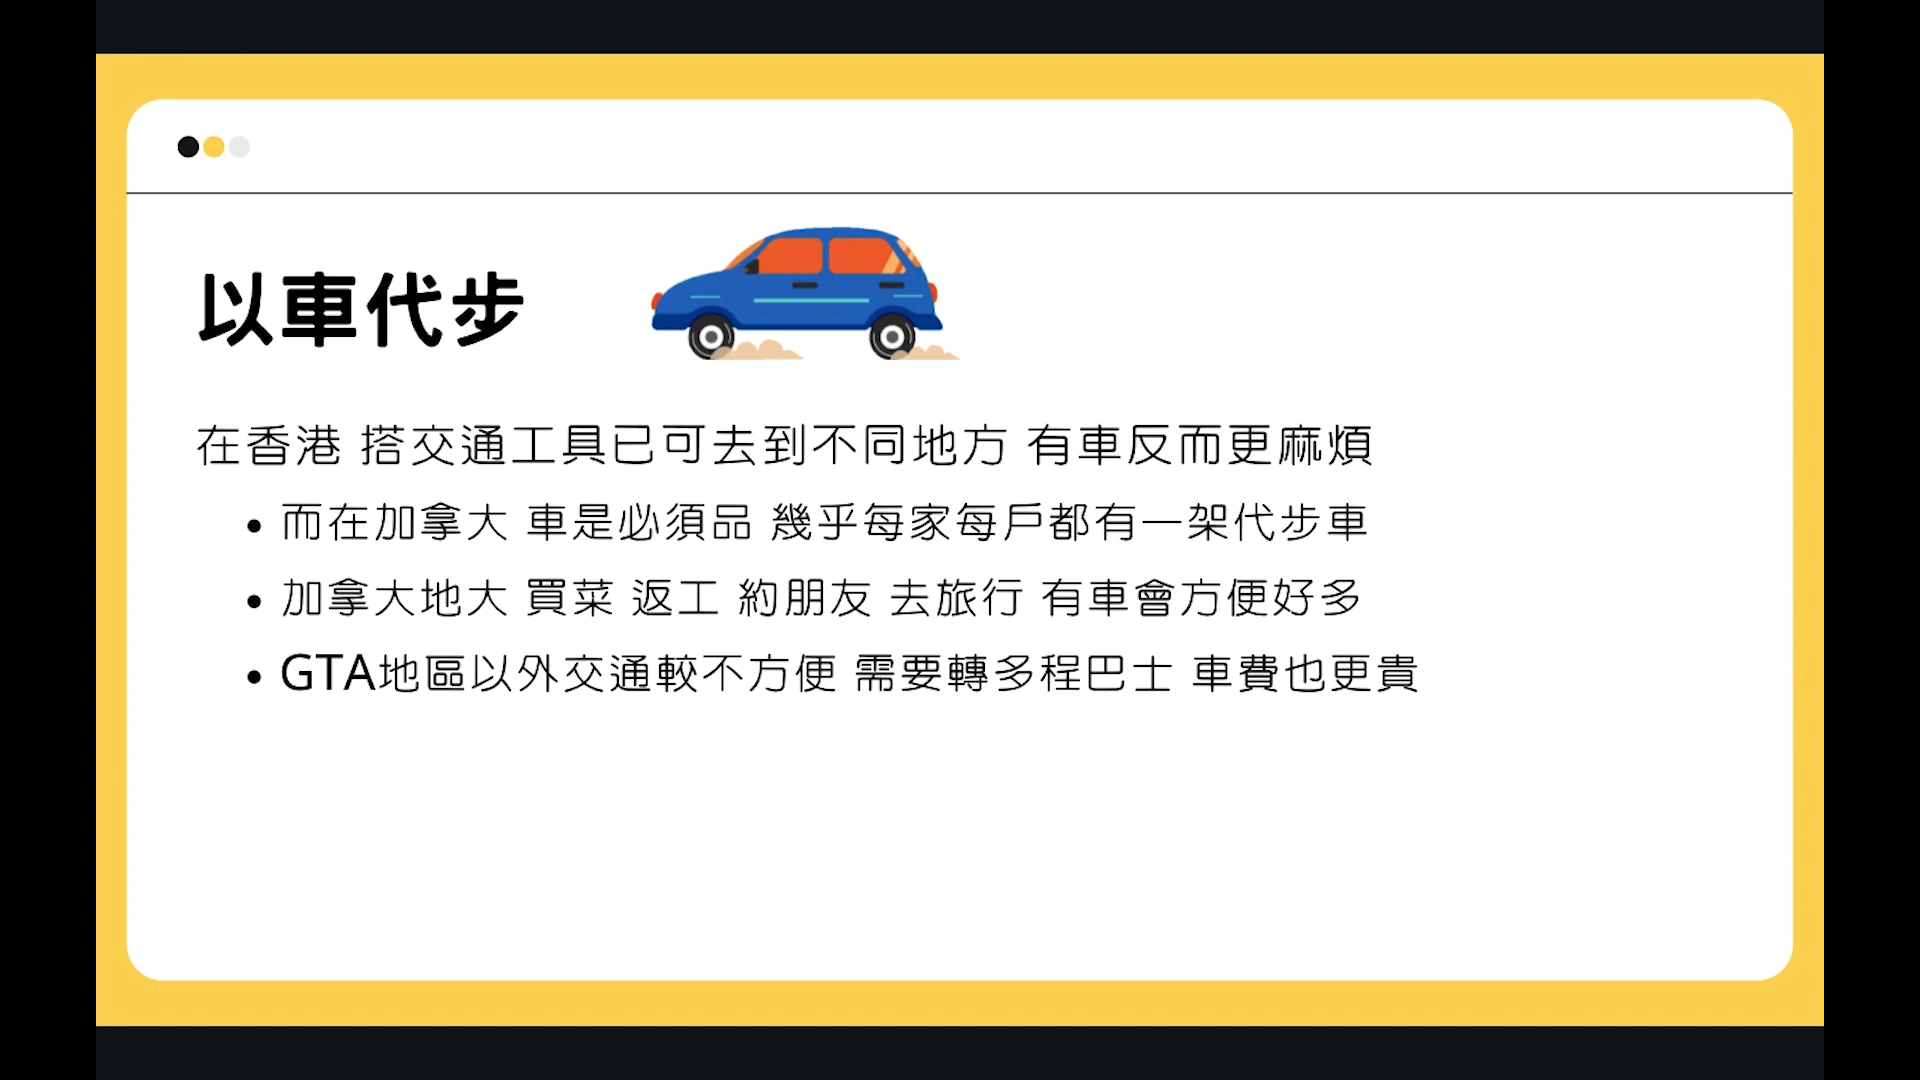 以車代步
在香港 搭交通工具已可去到不同地方 有車反而更麻煩
• 而在加拿大 車是必須品 幾乎每家每戶都有一架代步車
• 加拿大地大 買菜 返工 約朋友 去旅行 有車會方便好多
• GTA地區以外交通較不方便 需要轉多程巴士 車費也更貴